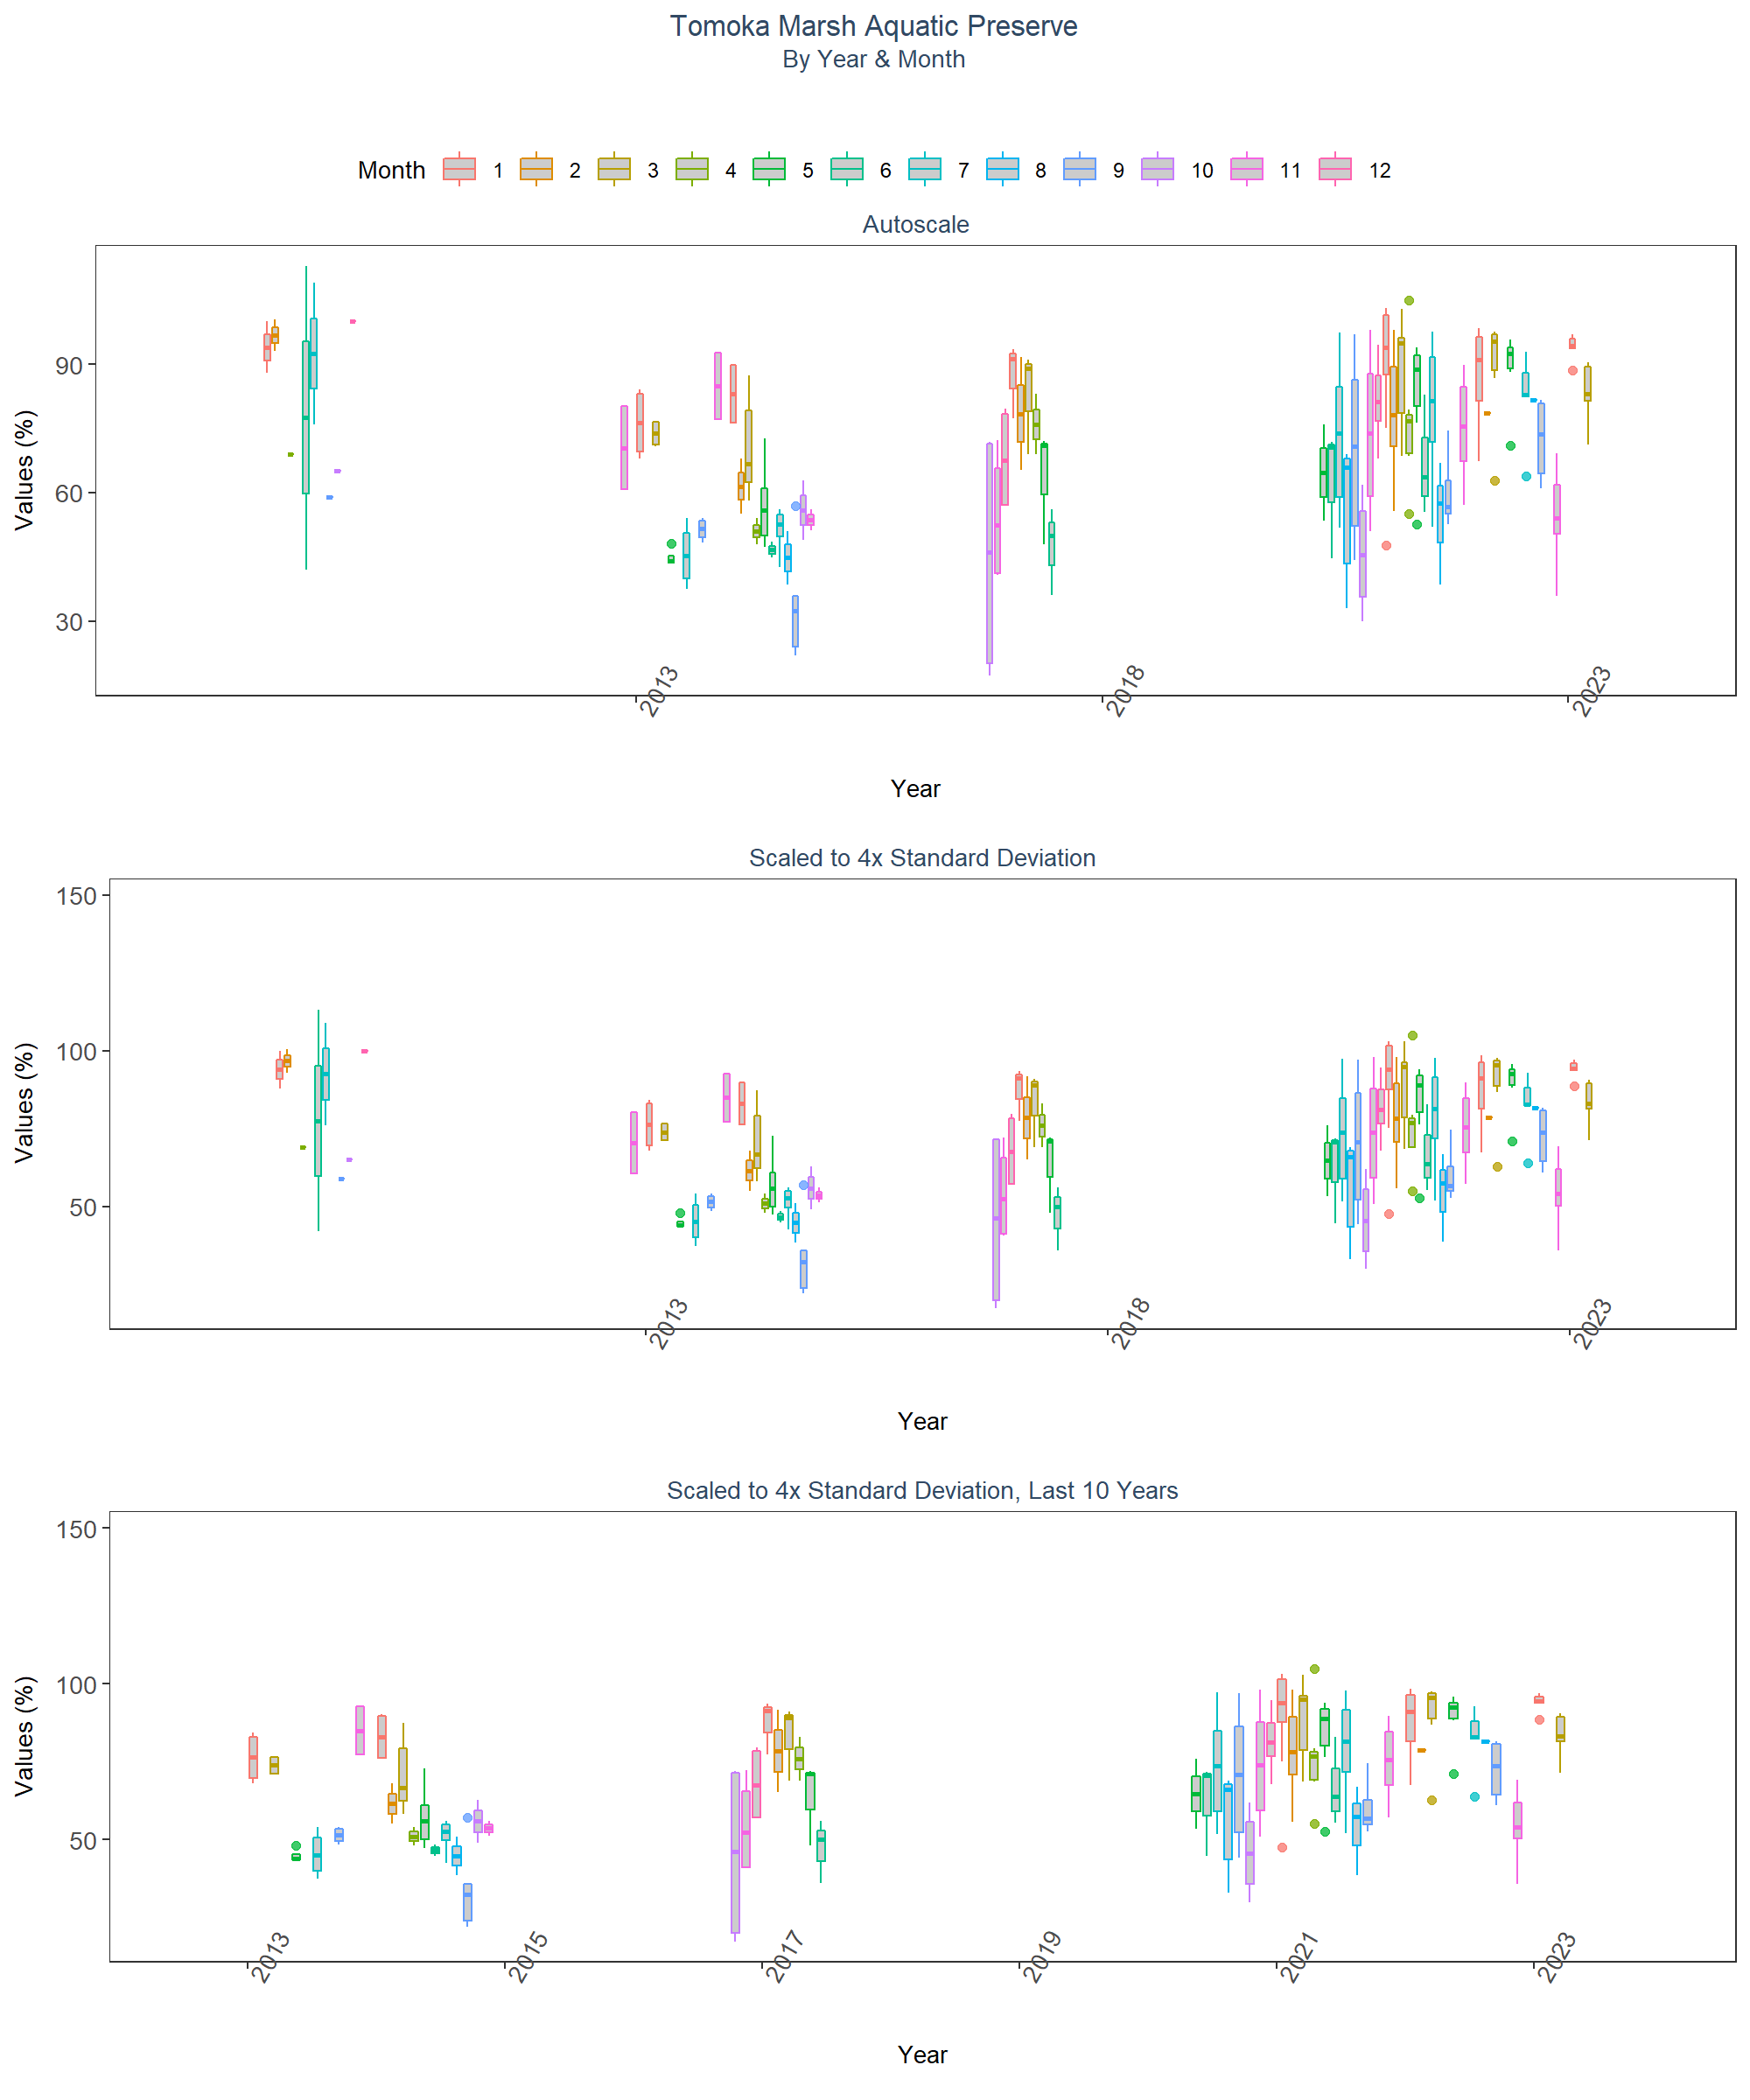 Tomoka Marsh Aquatic Preserve
By Year & Month
Month 1 2 3 4 5 6 7 8 9 10 11 12
Autoscale
Values (%)
90
60
30
2013 2018 2023
Year
Scaled to 4x Standard Deviation
Values (%)
150
100
50
2013 2018 2023
Year
Scaled to 4x Standard Deviation, Last 10 Years
Values (%)
150
100
50
2013 2015 2017 2019 2021 2023
Year